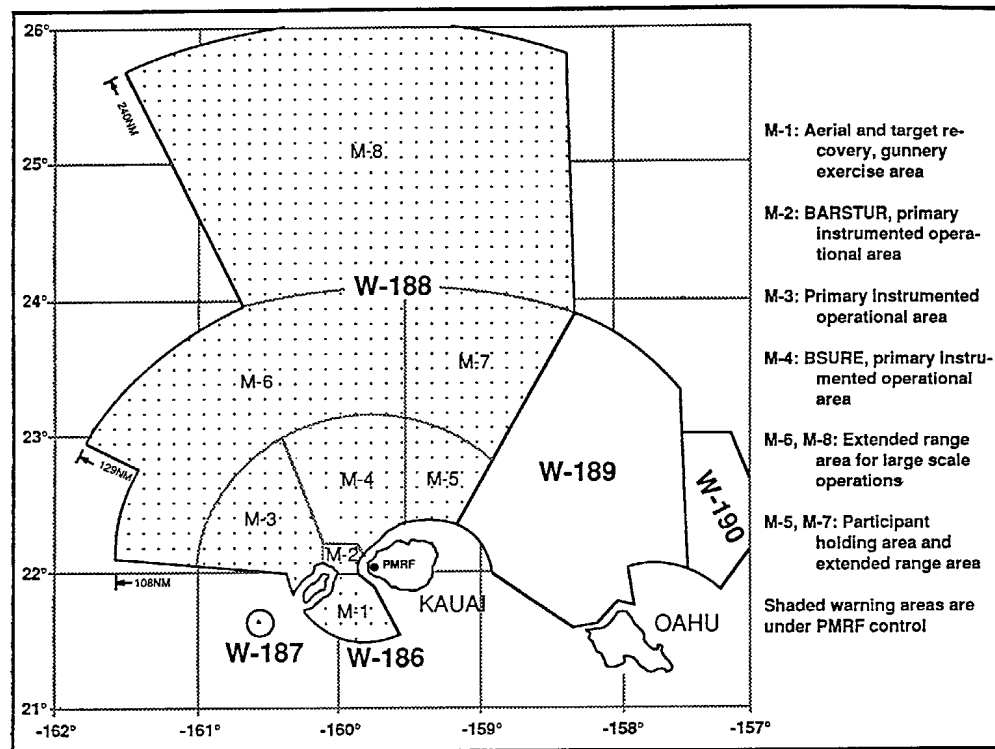 26°
25°
24°
23°
22°
21°
-162°
-161°
-160°
-159°
-158°
-157°
240NM
129NM
108NM
M-8
W-188
M-7
M-6
M-4
M-5
M-3
M-2
PMRF
M-1
KAUAI
W-189
W-190
OAHU
W-187
W-186
M-1: Aerial and target re-
covery, gunnery
exercise area
M-2: BARSTUR, primary
instrumented opera-
tional area
M-3: Primary instrumented
operational area
M-4: BSURE, primary instru-
mented operational
area
M-6, M-8: Extended range
area for large scale
operations
M-5, M-7: Participant
holding area and
extended range area
Shaded warning areas are
under PMRF control